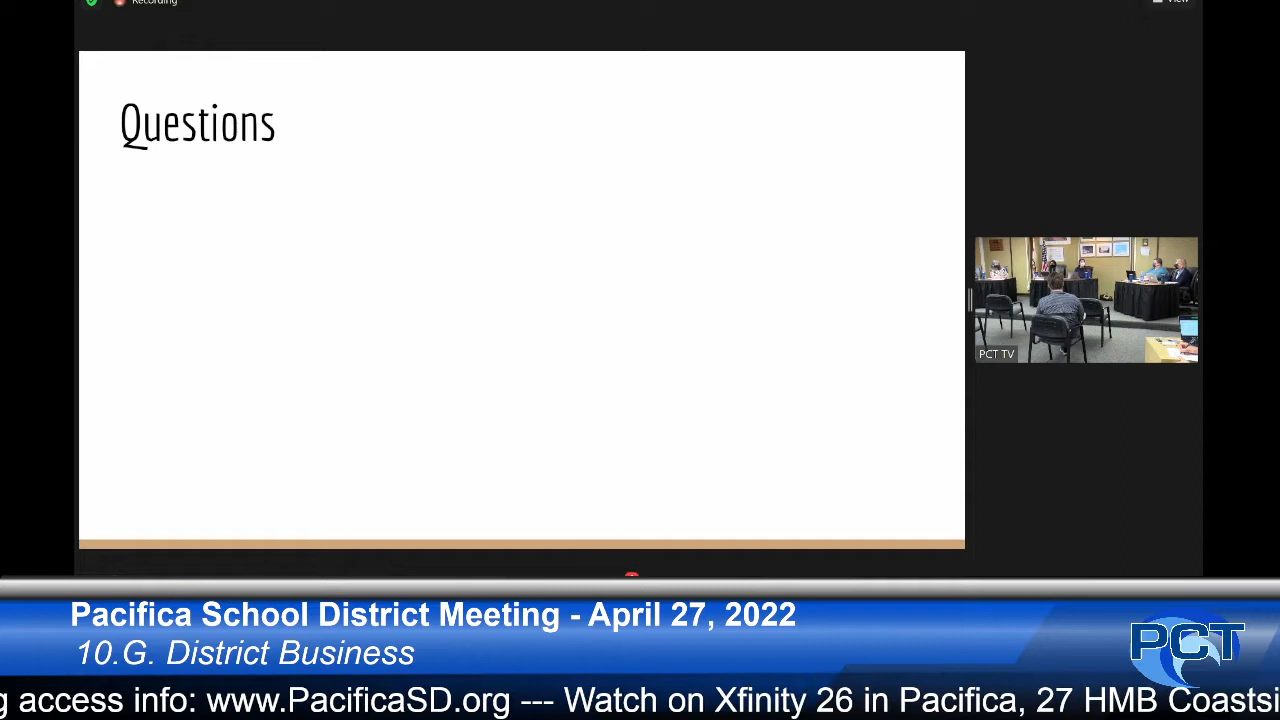 Recording
View
Questions
PCT TV
Pacifica School District Meeting - April 27, 2022
10.G. District Business
PCT
g access info: www.PacificaSD.org --- Watch on Xfinity 26 in Pacifica, 27 HMB Coastsi